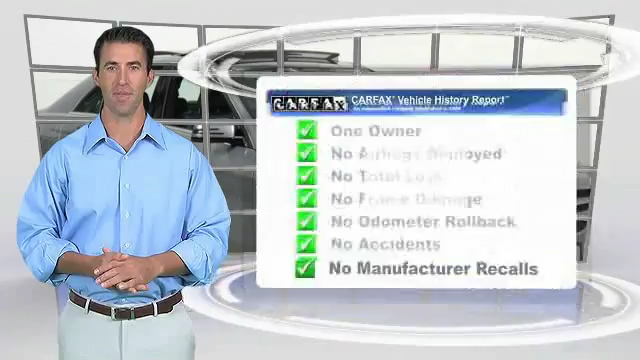 CARFAX CARFAX Vehicle History Report™
One Owner
No Airbags Deployed
No Total Loss
No Frame Damage
No Odometer Rollback
No Accidents
No Manufacturer Recalls